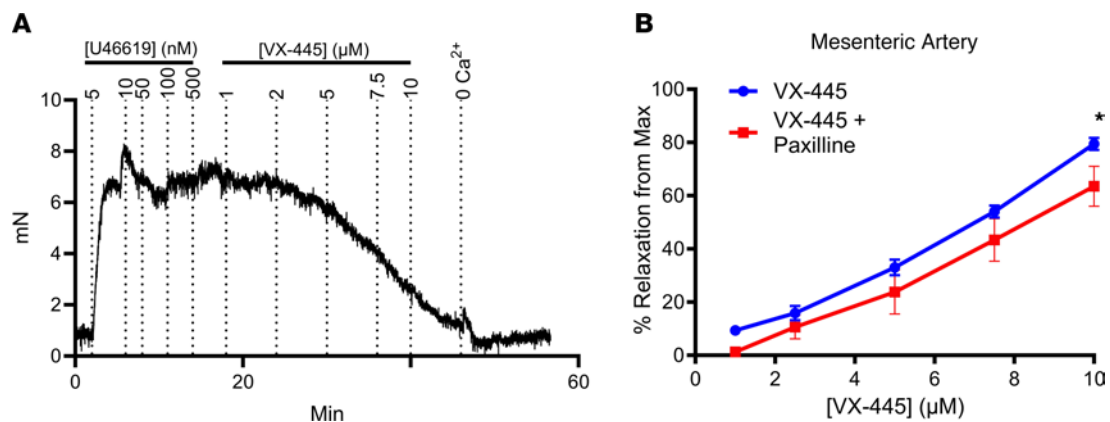 A
[U46619] (nM)
[VX-445] (µM)
5
10
50
100
500
1
2
5
7.5
10
0 Ca²⁺
10
8
6
4
2
0
mN
0
20
60
Min
B
Mesenteric Artery
VX-445
VX-445 +
Paxilline
*
100
80
60
40
20
0
% Relaxation from Max
0
2
4
6
8
10
[VX-445] (µM)